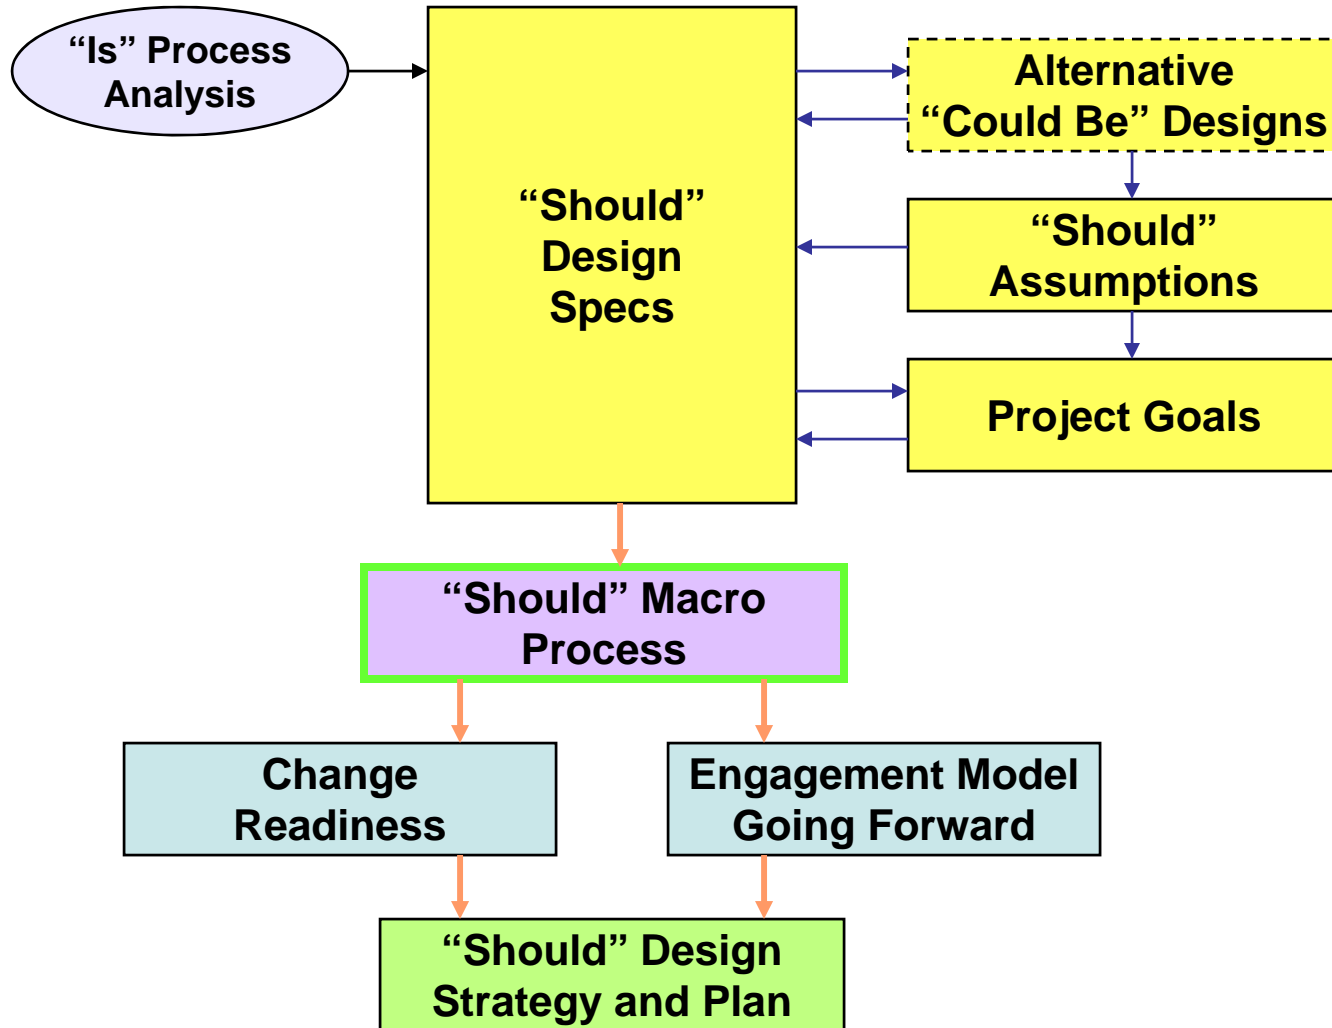 “Is” Process
Analysis
Alternative
“Could Be” Designs
“Should”
Design
Specs
“Should”
Assumptions
Project Goals
“Should” Macro
Process
Change
Readiness
Engagement Model
Going Forward
“Should” Design
Strategy and Plan